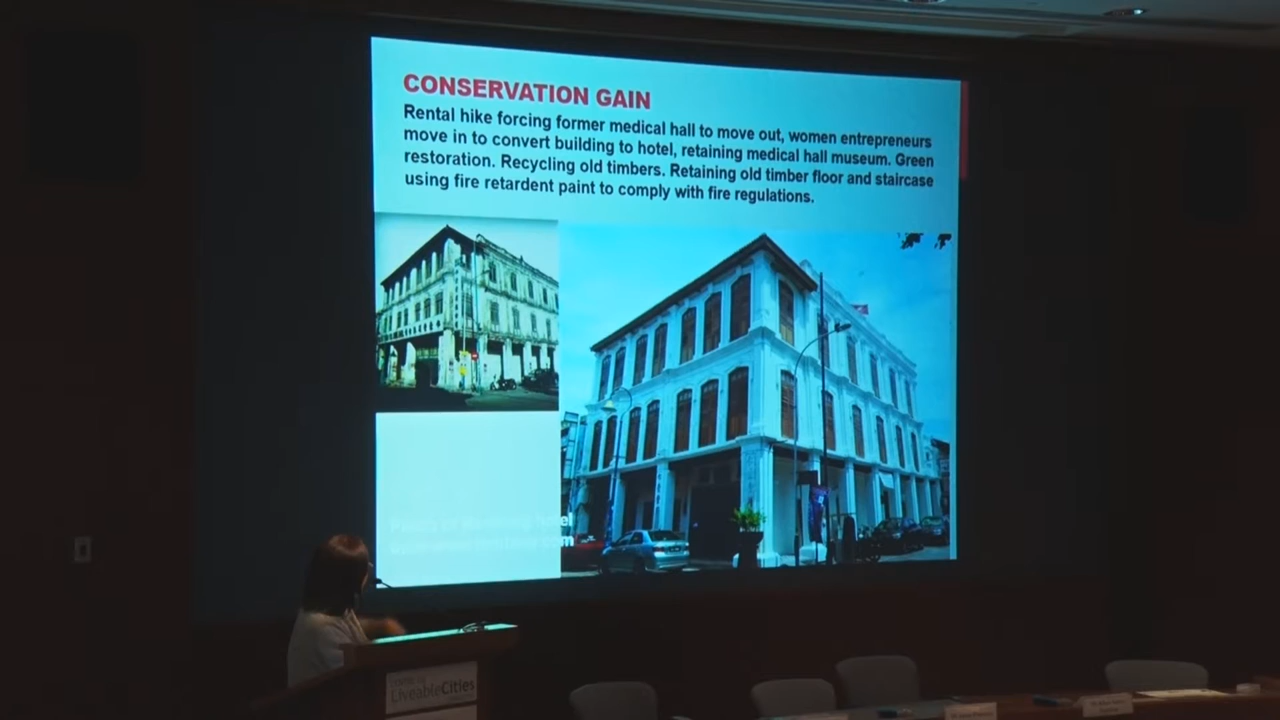 CONSERVATION GAIN
Rental hike forcing former medical hall to move out, women entrepreneurs
move in to convert building to hotel, retaining medical hall museum. Green
restoration. Recycling old timbers. Retaining old timber floor and staircase
using fire retardent paint to comply with fire regulations.
LiveableCities